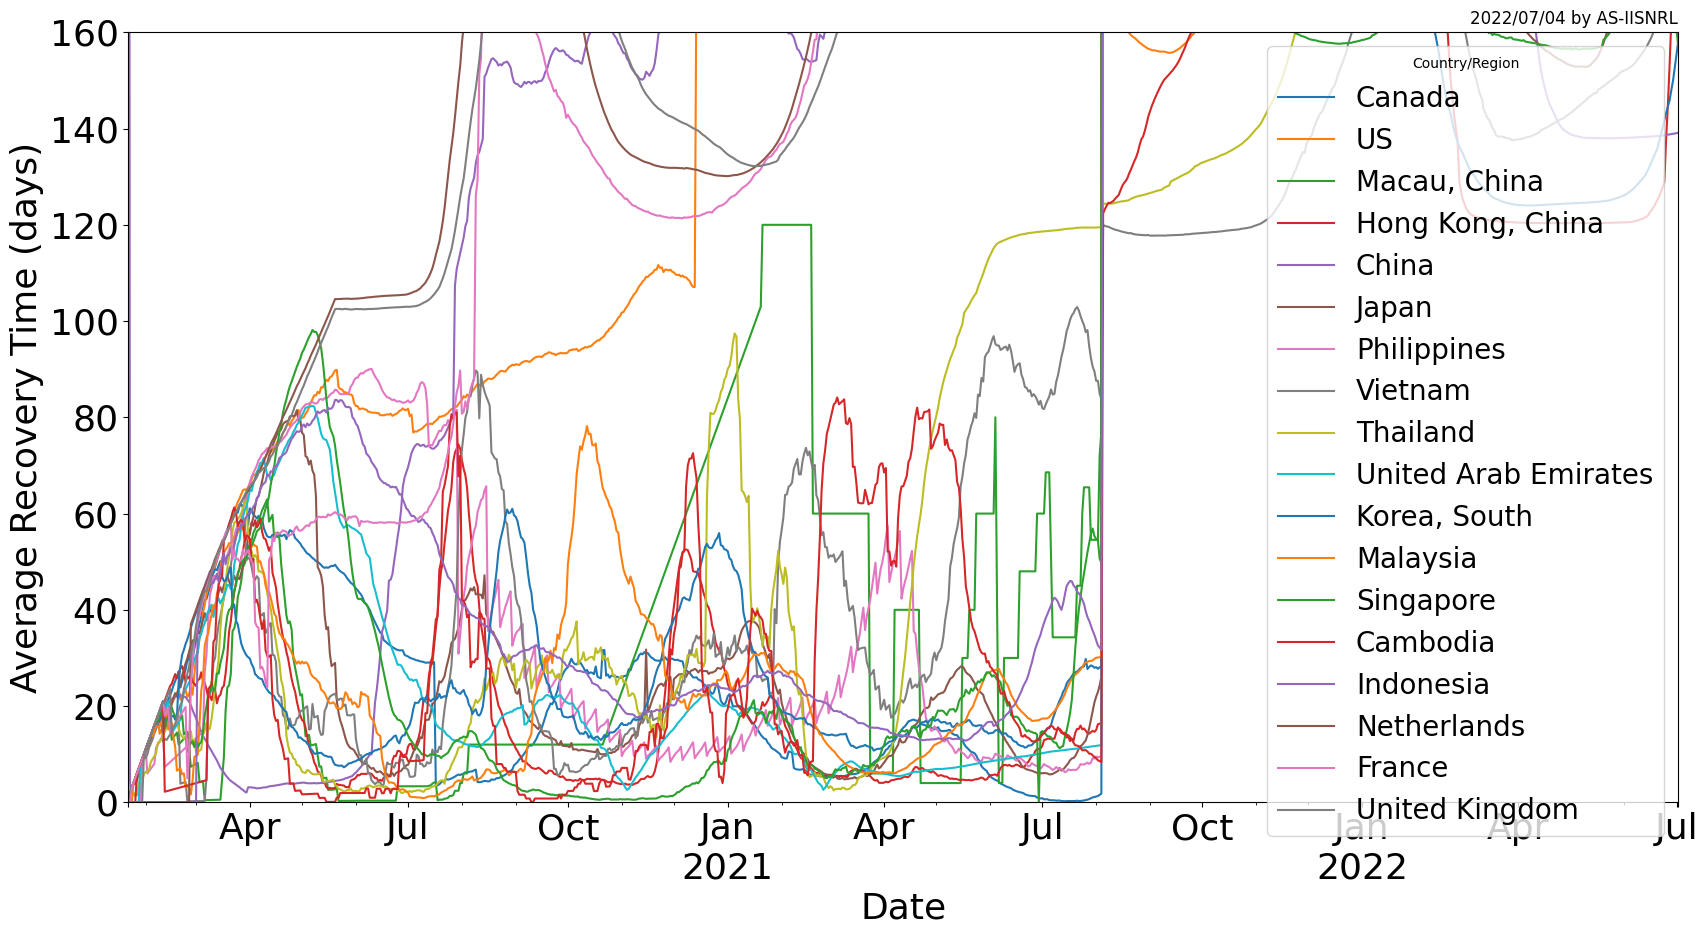 2022/07/04 by AS-IISNRL
Average Recovery Time (days)
160
140
120
100
80
60
40
20
0
Country/Region
Canada
US
Macau, China
Hong Kong, China
China
Japan
Philippines
Vietnam
Thailand
United Arab Emirates
Korea, South
Malaysia
Singapore
Cambodia
Indonesia
Netherlands
France
United Kingdom
Apr Jul Oct Jan Apr Jul Oct Jan Apr Jul
2021 2022
Date